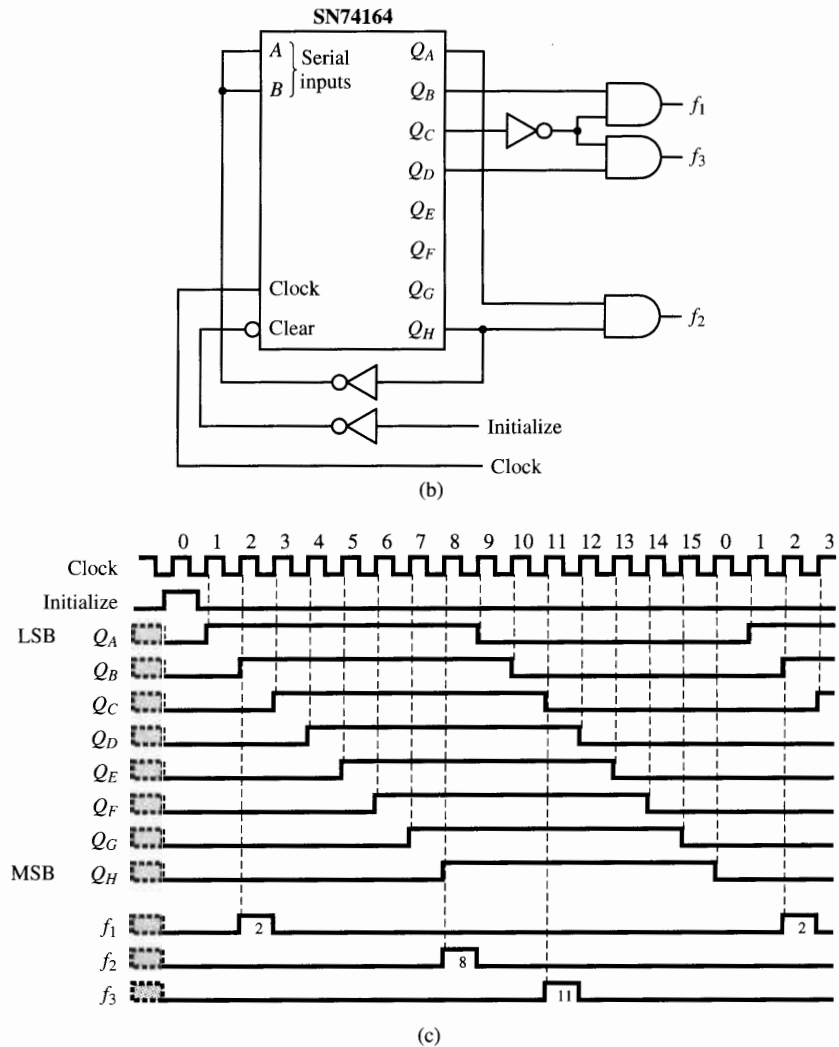 SN74164
A
Serial
inputs
B
Q_A
Q_B
f_1
Q_C
f_3
Q_D
Q_E
Q_F
Clock
Q_G
Clear
Q_H
f_2
Initialize
Clock
(b)
0 1 2 3 4 5 6 7 8 9 10 11 12 13 14 15 0 1 2 3
Clock
Initialize
LSB Q_A
Q_B
Q_C
Q_D
Q_E
Q_F
Q_G
MSB Q_H
f_1 2 2
f_2 8
f_3 11
(c)